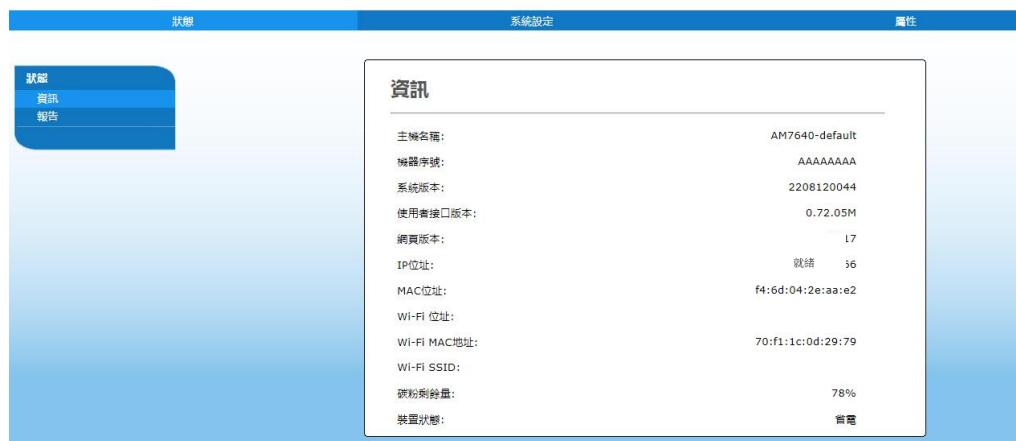 狀態 系統設定 屬性
狀態
資訊
報告
資訊
主機名稱: AM7640-default
機器序號: AAAAAAAA
系統版本: 2208120044
使用者接口版本: 0.72.05M
網頁版本: 17
IP位址: 就緒 66
MAC位址: f4:6d:04:2e:aa:e2
Wi-Fi 位址:
Wi-Fi MAC地址: 70:f1:1c:0d:29:79
Wi-Fi SSID:
碳粉剩餘量: 78%
裝置狀態: 省電